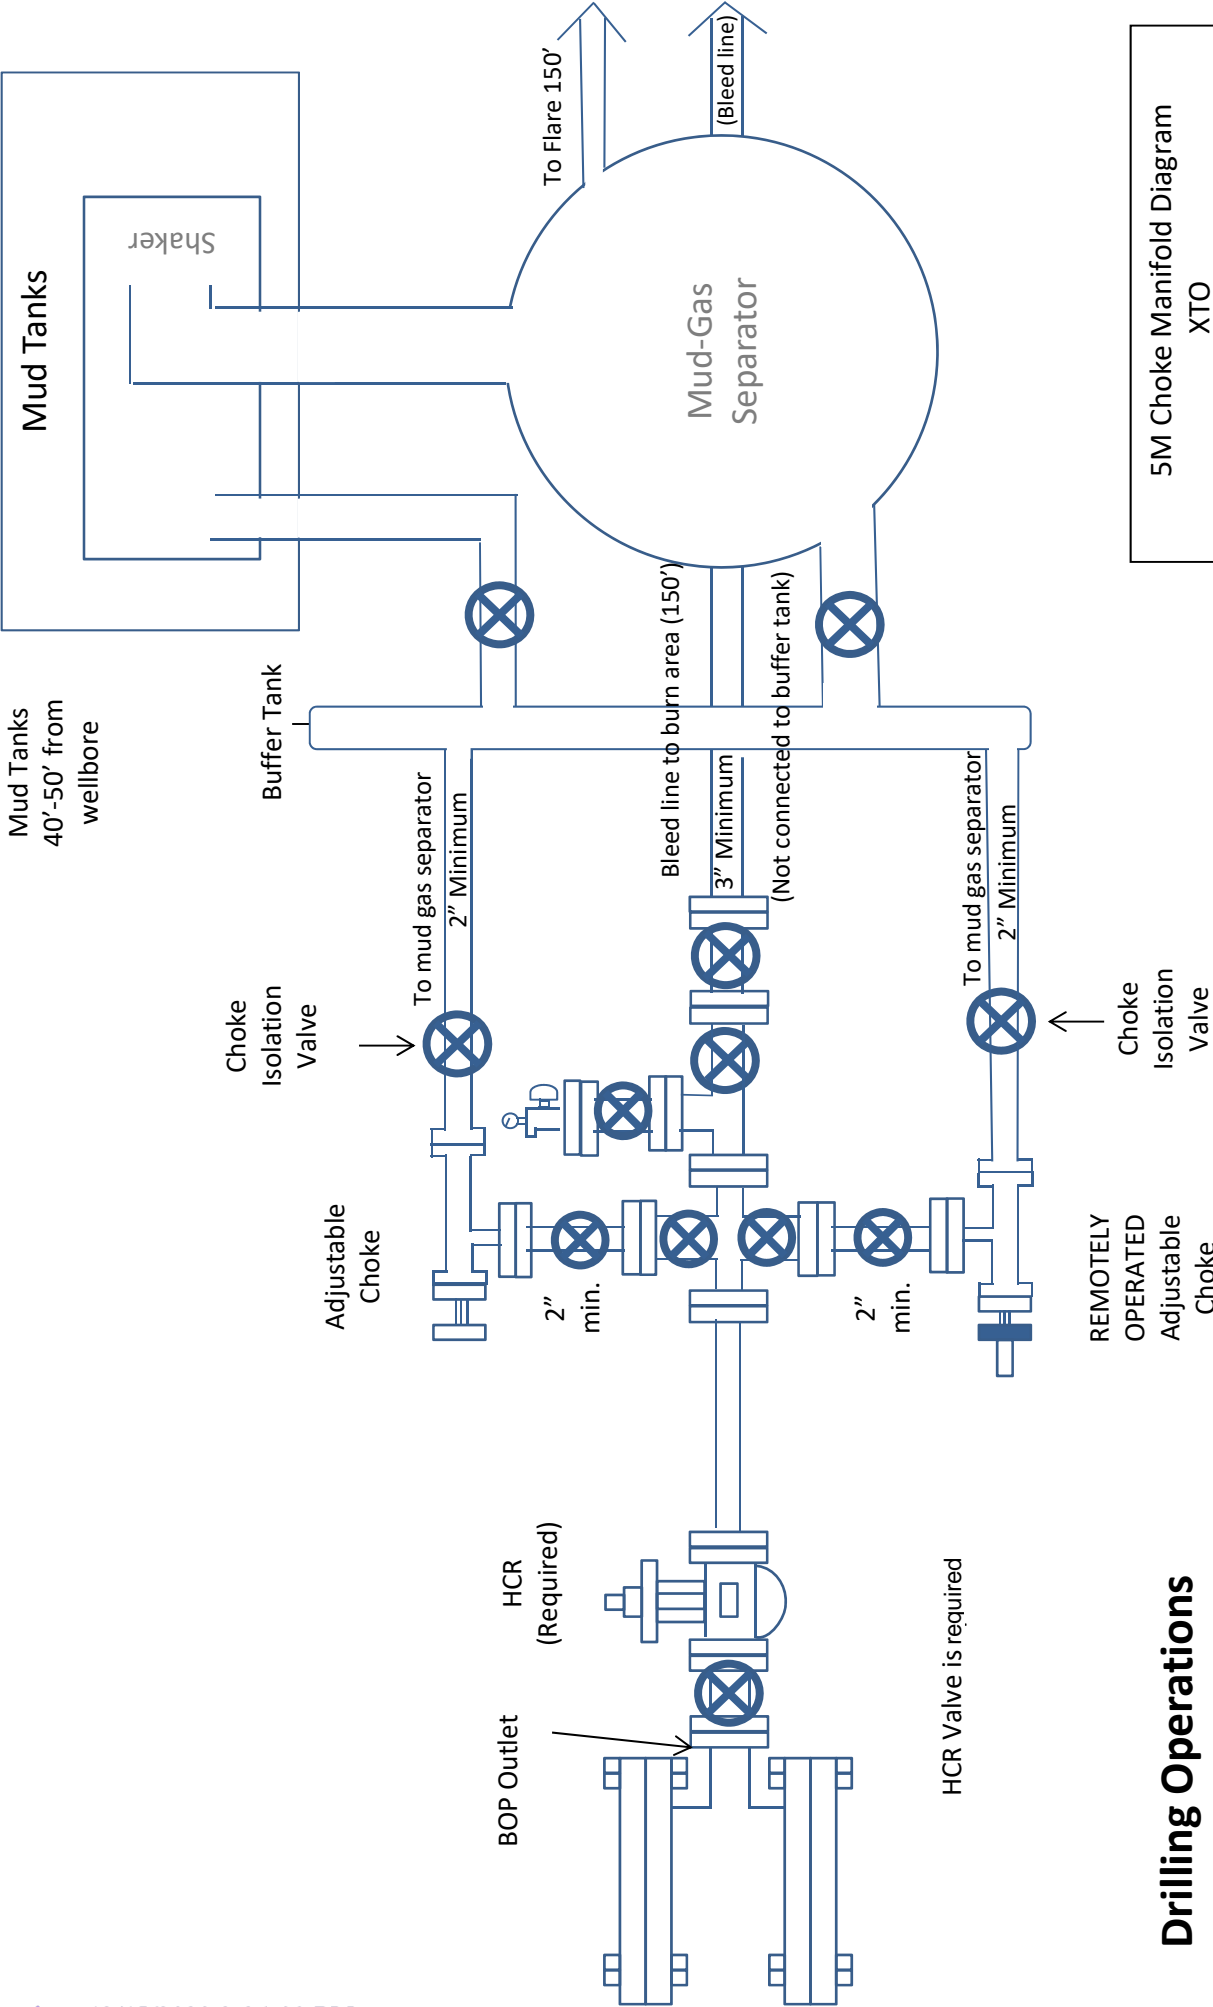 Mud Tanks
40’-50’ from
wellbore
Mud Tanks
Shaker
Buffer Tank
Choke
Isolation
Valve
To mud gas separator
2” Minimum
To Flare 150’
(Bleed line)
Mud-Gas
Separator
Adjustable
Choke
Bleed line to burn area (150’)
3” Minimum
(Not connected to buffer tank)
2”
min.
2”
min.
HCR
(Required)
BOP Outlet
To mud gas separator
2” Minimum
HCR Valve is required
REMOTELY
OPERATED
Adjustable
Choke
Choke
Isolation
Valve
Drilling Operations
5M Choke Manifold Diagram
XTO